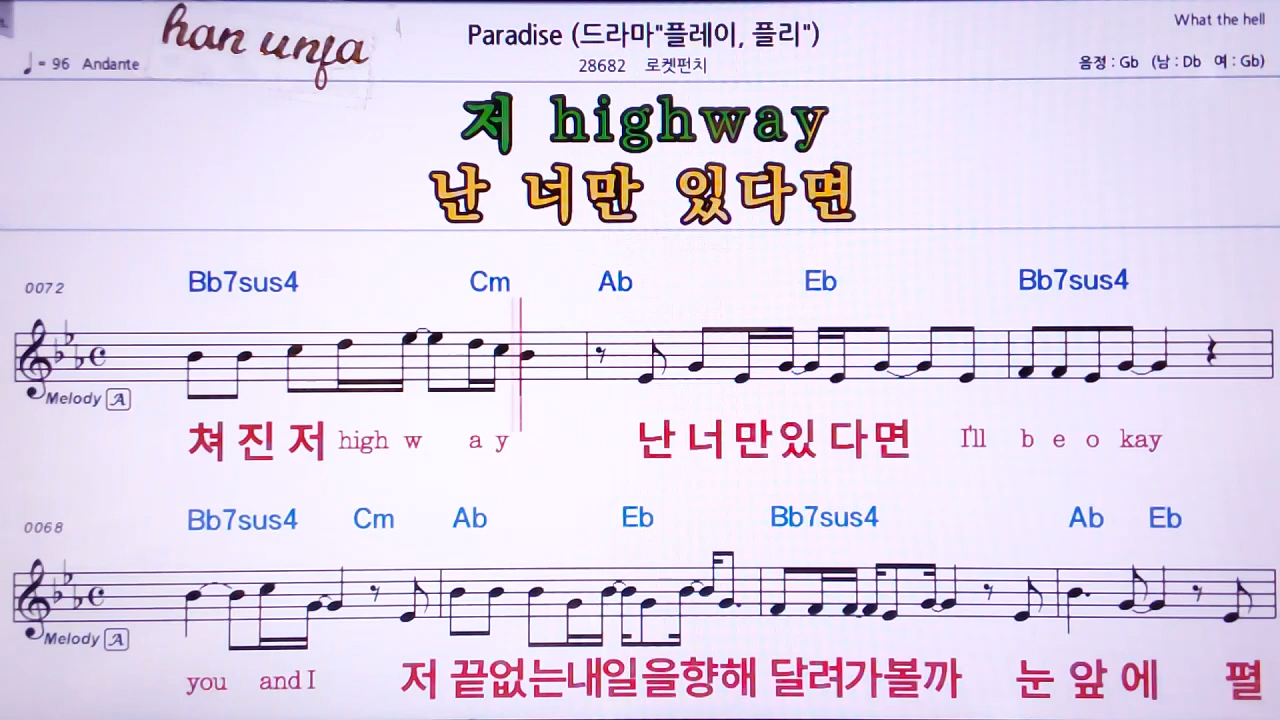 han unja
Paradise (드라마"플레이, 플리")
What the hell
♩= 96 Andante
28682 로켓펀치
음정 : Gb (남 : Db 여 : Gb)
저 highway
난 너만 있다면
0072 Bb7sus4 Cm Ab Eb Bb7sus4
Melody A
쳐 진 저 high w a y 난 너 만 있 다 면 I'll b e o kay
0068 Bb7sus4 Cm Ab Eb Bb7sus4 Ab Eb
Melody A
you and I 저 끝없는내일을향해 달려가볼까 눈 앞 에 펼